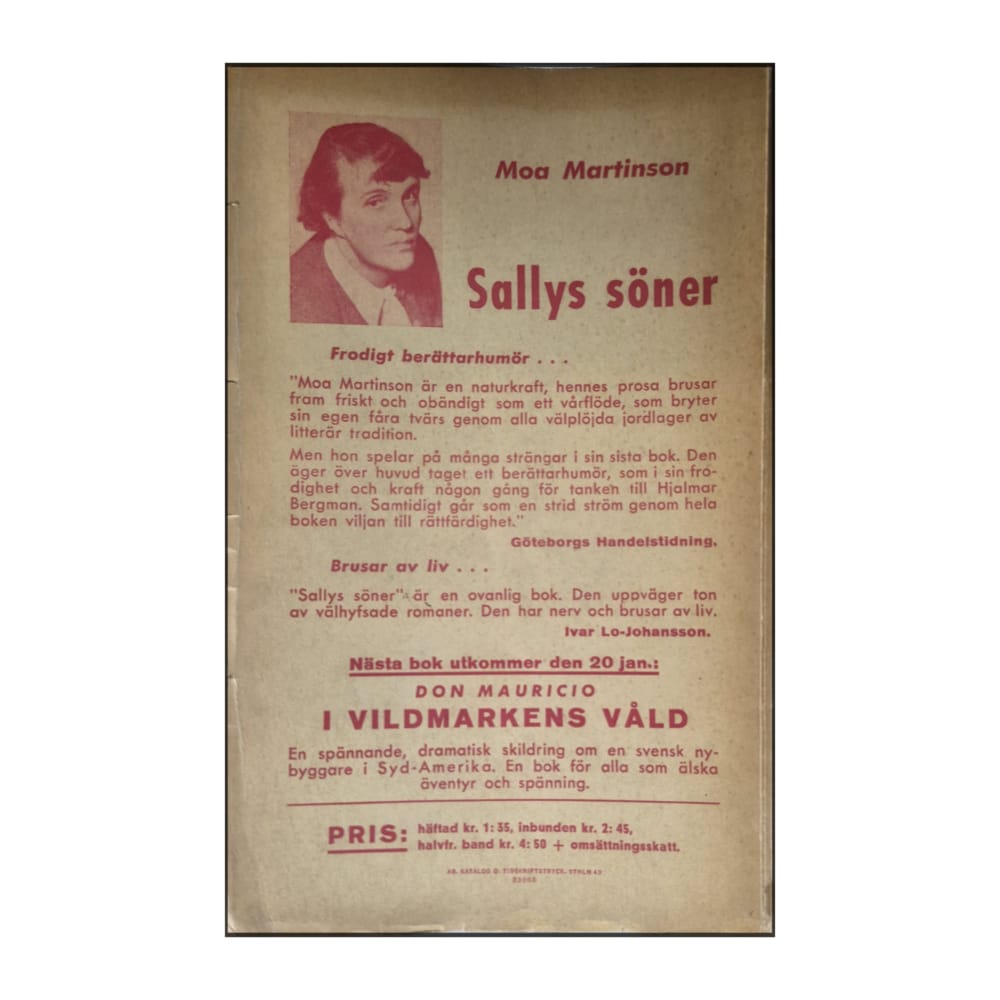 Moa Martinson
Sallys söner
Frodigt berättarhumör . . .
"Moa Martinson är en naturkraft, hennes prosa brusar
fram friskt och obändigt som ett vårflöde, som bryter
sin egen fåra tvärs genom alla välplöjda jordlager av
litterär tradition.
Men hon spelar på många strängar i sin sista bok. Den
äger över huvud taget ett berättarhumör, som i sin fro-
dighet och kraft någon gång för tanken till Hjalmar
Bergman. Samtidigt går som en strid ström genom hela
boken viljan till rättfärdighet."
Göteborgs Handelstidning.
Brusar av liv . . .
"Sallys söner" är en ovanlig bok. Den uppväger ton
av välhyfsade romaner. Den har nerv och brusar av liv.
Ivar Lo-Johansson.
Nästa bok utkommer den 20 jan.:
DON MAURICIO
I VILDMARKENS VÅLD
En spännande, dramatisk skildring om en svensk ny-
byggare i Syd-Amerika. En bok för alla som älska
äventyr och spänning.
PRIS: häftad kr. 1: 35, inbunden kr. 2: 45,
halvfr. band kr. 4: 50 + omsättningsskatt.
AB. KATALOG O. TIDSKRIFTSTRYCK. STHLM 43